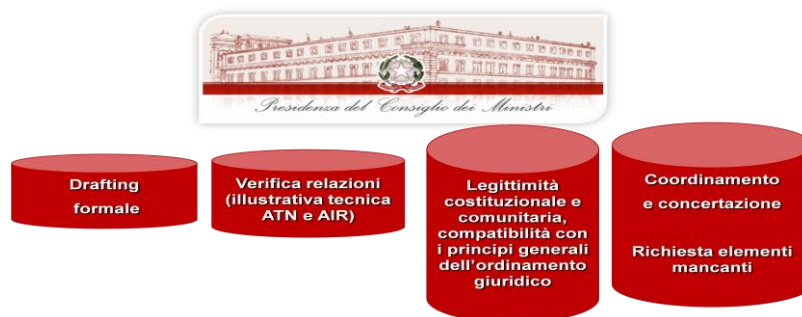 Presidenza del Consiglio dei Ministri
Drafting
formale
Verifica relazioni
(illustrativa tecnica
ATN e AIR)
Legittimità
costituzionale e
comunitaria,
compatibilità con
i principi generali
dell’ordinamento
giuridico
Coordinamento
e concertazione
Richiesta elementi
mancanti